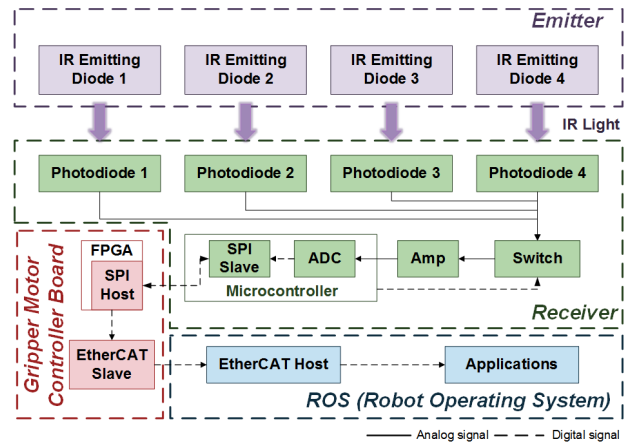 Emitter
IR Emitting
Diode 1
IR Emitting
Diode 2
IR Emitting
Diode 3
IR Emitting
Diode 4
IR Light
Photodiode 1
Photodiode 2
Photodiode 3
Photodiode 4
Gripper Motor
Controller Board
FPGA
SPI
Host
SPI
Slave
ADC
Amp
Switch
Microcontroller
Receiver
EtherCAT
Slave
EtherCAT Host
Applications
ROS (Robot Operating System)
Analog signal
Digital signal